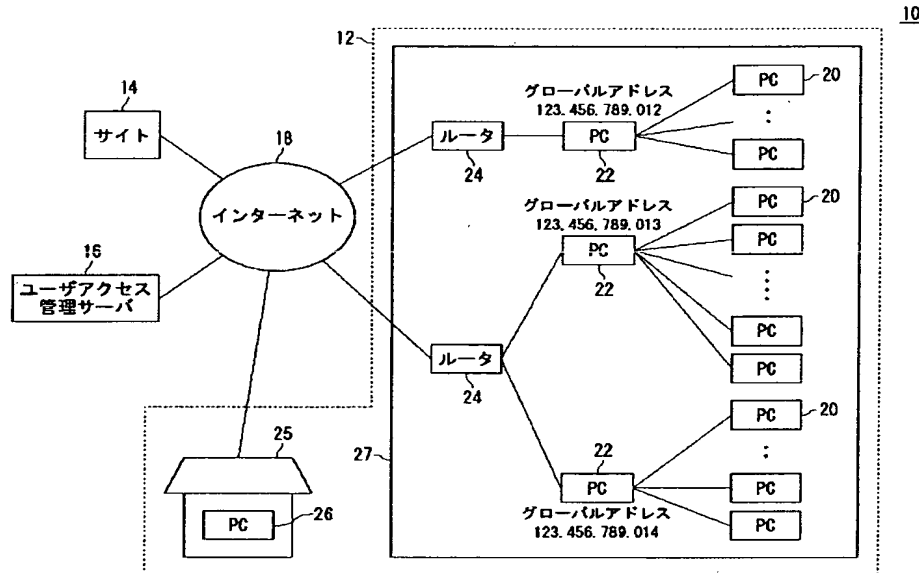 10
12
14
サイト
18
インターネット
16
ユーザアクセス
管理サーバ
ルータ
24
グローバルアドレス
123. 456. 789. 012
PC
22
PC
20
PC
グローバルアドレス
123. 456. 789. 013
PC
22
PC
20
PC
PC
PC
ルータ
24
22
PC
グローバルアドレス
123. 456. 789. 014
PC
20
PC
PC
27
25
PC
26